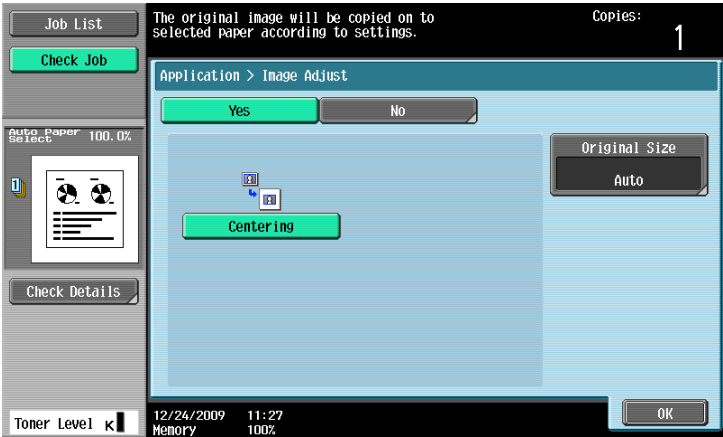 Job List
Check Job
The original image will be copied on to
selected paper according to settings.
Copies:
1
Application > Image Adjust
Yes
No
Auto Paper
Select
100.0%
1
Original Size
Auto
Centering
Check Details
Toner Level K
12/24/2009 11:27
Memory 100%
OK